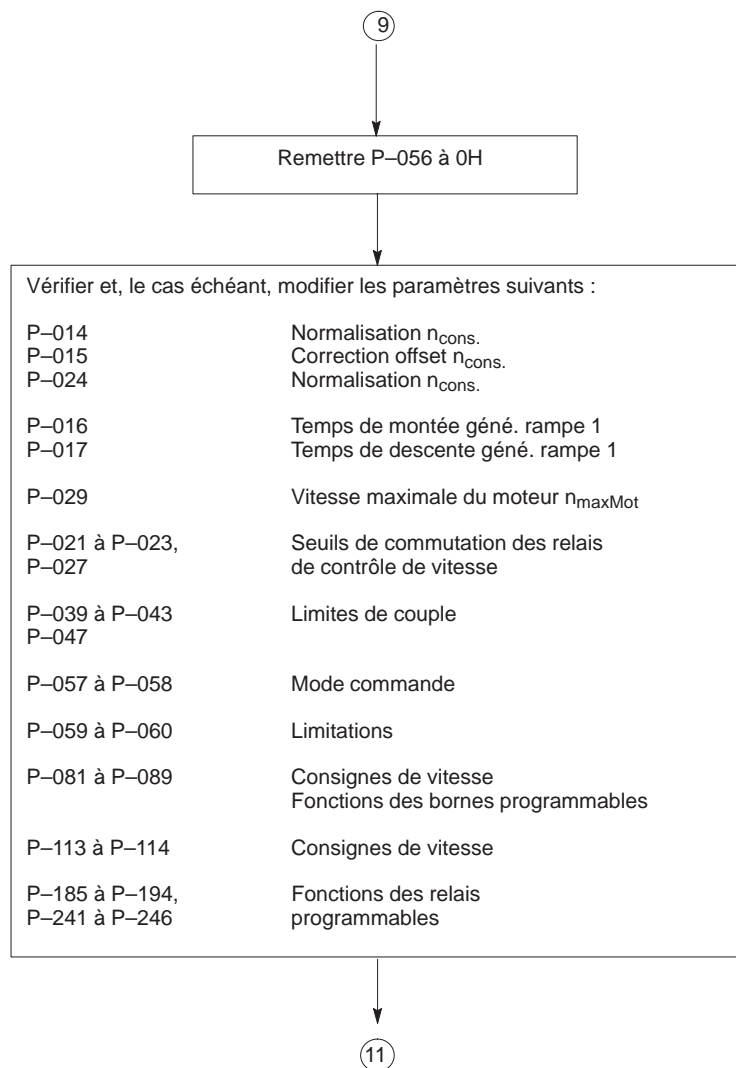 9
Remettre P–056 à 0H
Vérifier et, le cas échéant, modifier les paramètres suivants :
P–014 Normalisation ncons.
P–015 Correction offset ncons.
P–024 Normalisation ncons.
P–016 Temps de montée géné. rampe 1
P–017 Temps de descente géné. rampe 1
P–029 Vitesse maximale du moteur nmaxMot
P–021 à P–023, Seuils de commutation des relais
P–027 de contrôle de vitesse
P–039 à P–043 Limites de couple
P–047
P–057 à P–058 Mode commande
P–059 à P–060 Limitations
P–081 à P–089 Consignes de vitesse
Fonctions des bornes programmables
P–113 à P–114 Consignes de vitesse
P–185 à P–194, Fonctions des relais
P–241 à P–246 programmables
11